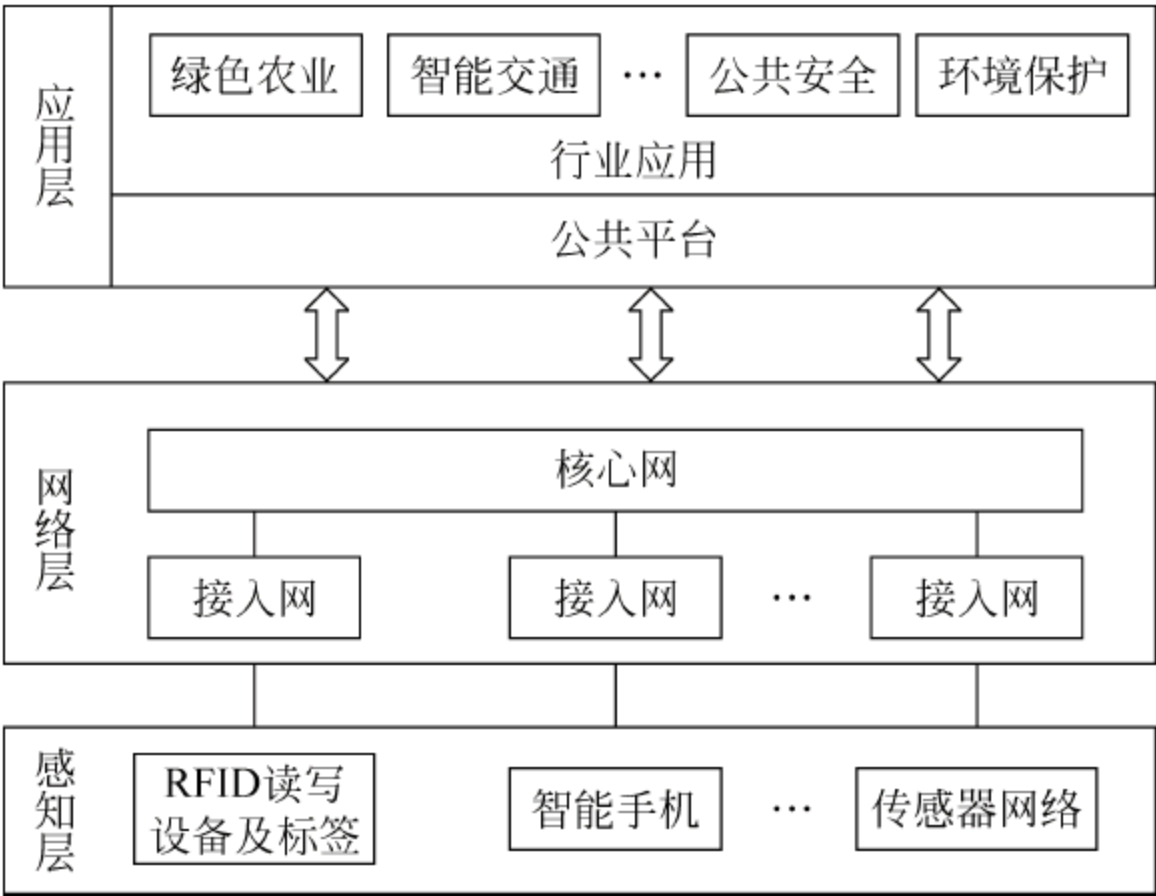 应用层
绿色农业
智能交通
…
公共安全
环境保护
行业应用
公共平台
网络层
核心网
接入网
接入网
…
接入网
感知层
RFID读写
设备及标签
智能手机
…
传感器网络